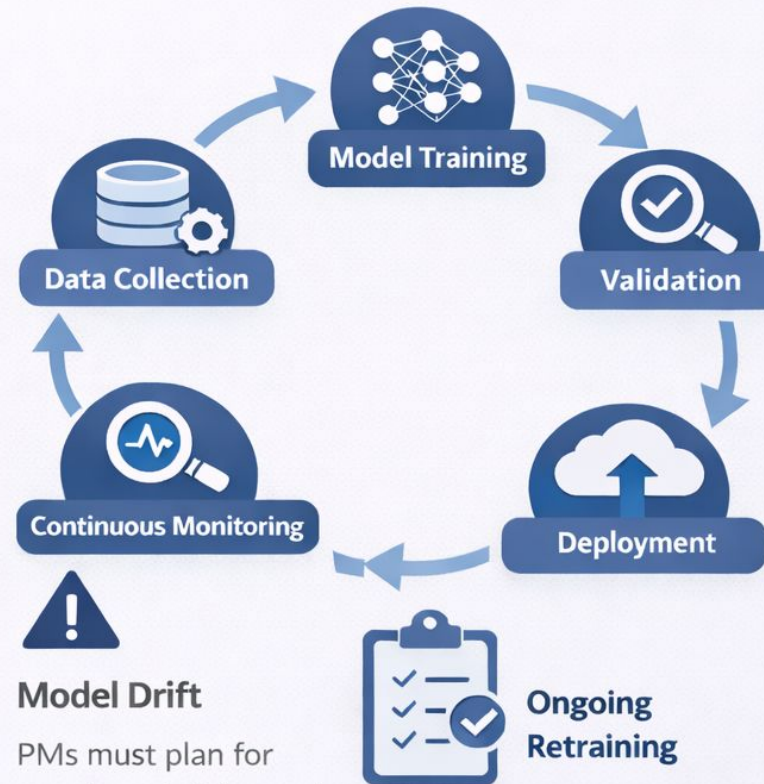 Model Training
Data Collection
Validation
Continuous Monitoring
Deployment
Model Drift
PMs must plan for
Ongoing
Retraining